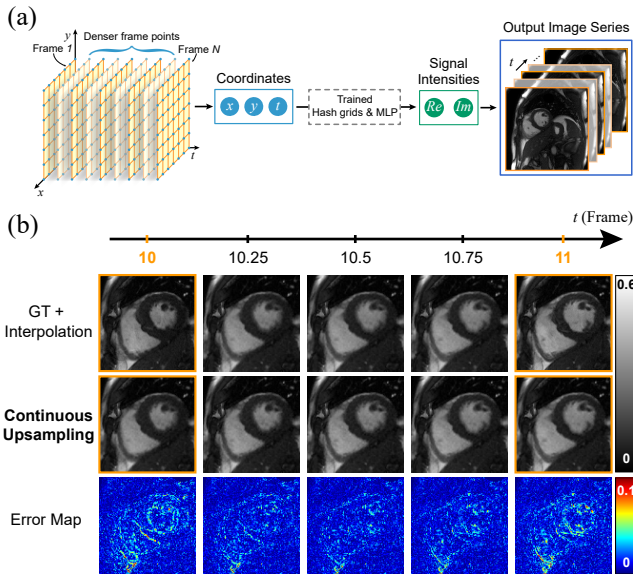 (a)
y
Frame 1
Denser frame points
Frame N
t
x
Coordinates
x y t
Trained
Hash grids & MLP
Signal
Intensities
Re Im
Output Image Series
t ...
(b)
t (Frame)
10 10.25 10.5 10.75 11
GT +
Interpolation
0.6
Continuous
Upsampling
0
Error Map
0.1
0